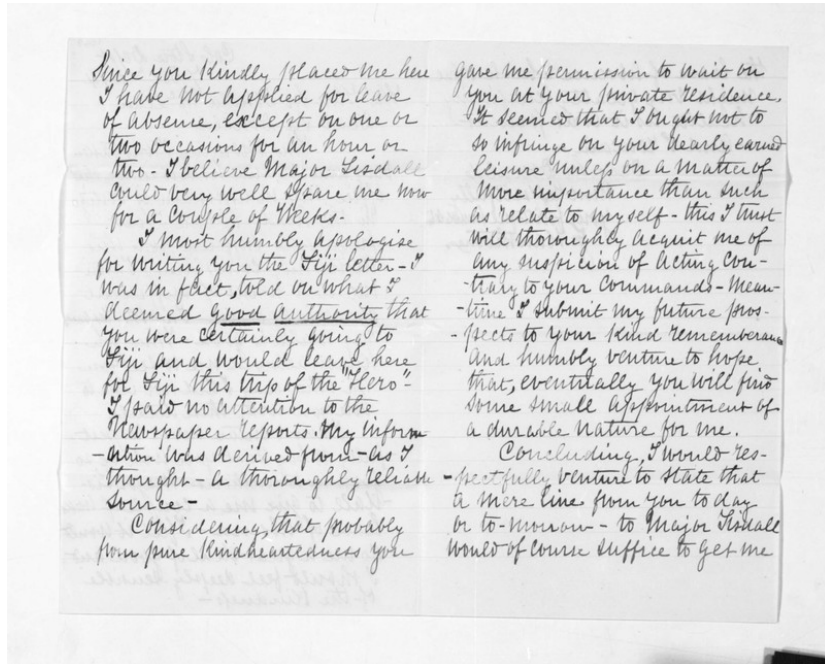 Since you kindly placed me here
I have not applied for leave
of absence, except on one or
two occasions for an hour or
two - I believe Major Tisdall
could very well spare me now
for a couple of weeks -
I most humbly apologise
for writing you the Fiji letter - I
was in fact, told on what I
deemed good authority that
you were certainly going to
Fiji and would leave here
for Fiji this trip of the "Hero" -
I paid no attention to the
Newspaper reports. My inform
-ation was derived from - as I
thought - a thoroughly reliable
source -
Considering, that probably
from pure kindheartedness you
gave me permission to wait on
you at your private residence,
It seemed that I ought not to
so infringe on your dearly earned
leisure unless on a matter of
more importance than such
as relate to myself - this I trust
will thoroughly acquit me of
any suspicion of acting con-
-trary to your commands - Mean-
-time I submit my future pros-
-pects to your kind rememberance
and humbly venture to hope
that, eventually you will find
some small appointment of
a durable nature for me.
Concluding, I would res-
-pectfully venture to state that
a mere line from you to day
or to-morrow - to Major Tisdall
would of course suffice to get me